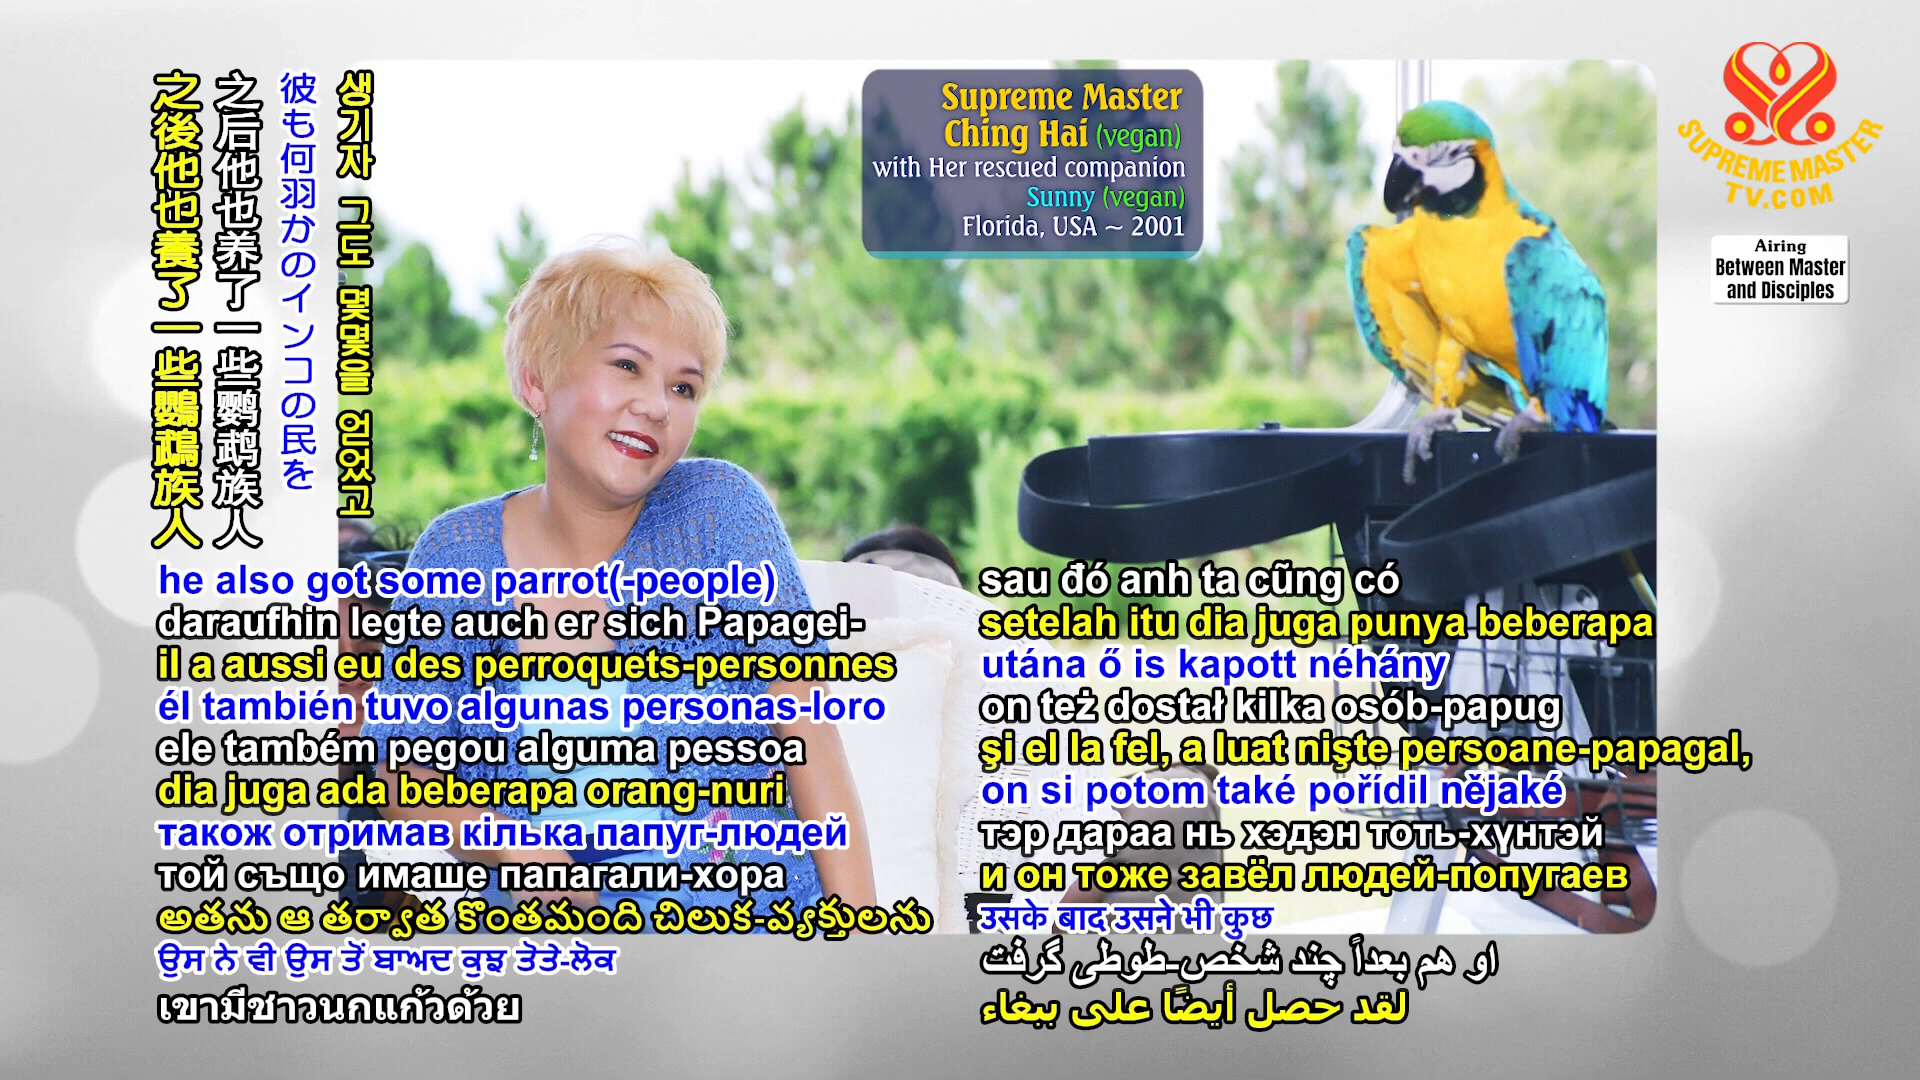 之後他也養了一些鸚鵡族人
之后他也养了一些鹦鹉族人
彼も何羽かのインコの民を
생기자 그도 몇몇을 얻었고
Supreme Master
Ching Hai (vegan)
with Her rescued companion
Sunny (vegan)
Florida, USA ~ 2001
SUPREME MASTER
TV.COM
Airing
Between Master
and Disciples
he also got some parrot(-people)
daraufhin legte auch er sich Papagei-
il a aussi eu des perroquets-personnes
él también tuvo algunas personas-loro
ele também pegou alguma pessoa
dia juga ada beberapa orang-nuri
також отримав кілька папуг-людей
той също имаше папагали-хора
అతను ఆ తర్వాత కొంతమంది చిలుక-వ్యక్తులను
ਉਸ ਨੇ ਵੀ ਉਸ ਤੋਂ ਬਾਅਦ ਕੁਝ ਤੋਤੇ-ਲੋਕ
เขามีชาวนกแก้วด้วย
sau đó anh ta cũng có
setelah itu dia juga punya beberapa
utána ő is kapott néhány
on też dostał kilka osób-papug
şi el la fel, a luat nişte persoane-papagal,
on si potom také pořídil nějaké
тэр дараа нь хэдэн тоть-хүнтэй
и он тоже завёл людей-попугаев
उसके बाद उसने भी कुछ
او هم بعداً چند شخص-طوطی گرفت
لقد حصل أيضًا على ببغاء